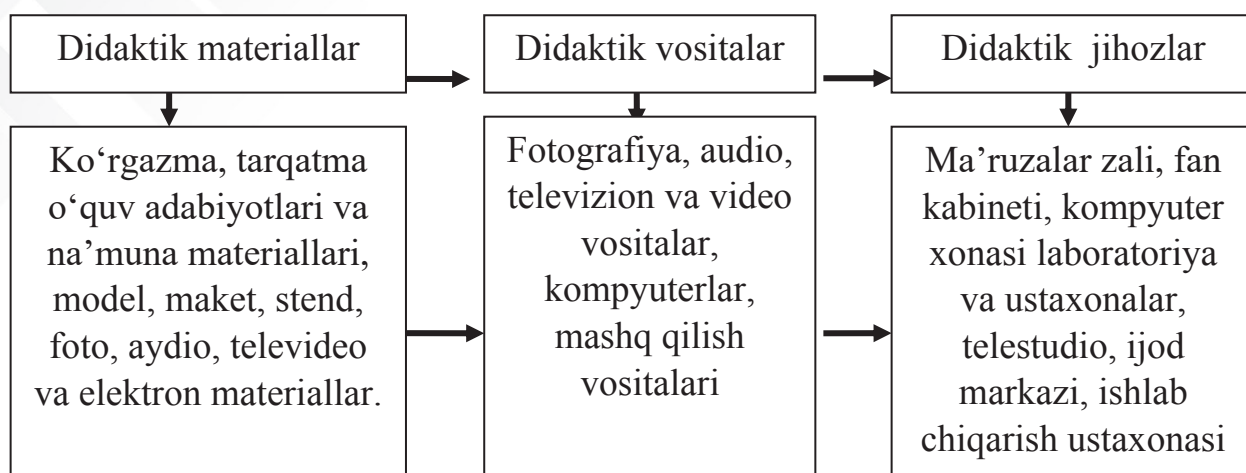 Didaktik materiallar
Didaktik vositalar
Didaktik jihozlar
Ko‘rgazma, tarqatma
o‘quv adabiyotlari va
na’muna materiallari,
model, maket, stend,
foto, aydio, televideo
va elektron materiallar.
Fotografiya, audio,
televizion va video
vositalar,
kompyuterlar,
mashq qilish
vositalari
Ma’ruzalar zali, fan
kabineti, kompyuter
xonasi laboratoriya
va ustaxonalar,
telestudio, ijod
markazi, ishlab
chiqarish ustaxonasi